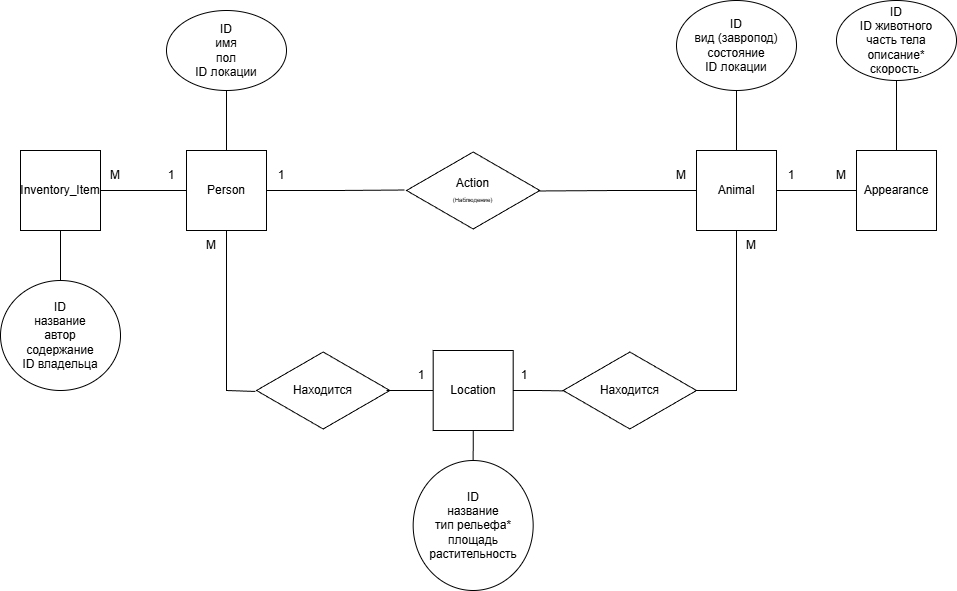 ID
имя
пол
ID локации
ID
вид (завропод)
состояние
ID локации
ID
ID животного
часть тела
описание*
скорость.
Inventory_Item
M
1
Person
1
Action
(Наблюдение)
M
Animal
1
M
Appearance
M
M
ID
название
автор
содержание
ID владельца
Находится
1
Location
1
Находится
ID
название
тип рельефа*
площадь
растительность